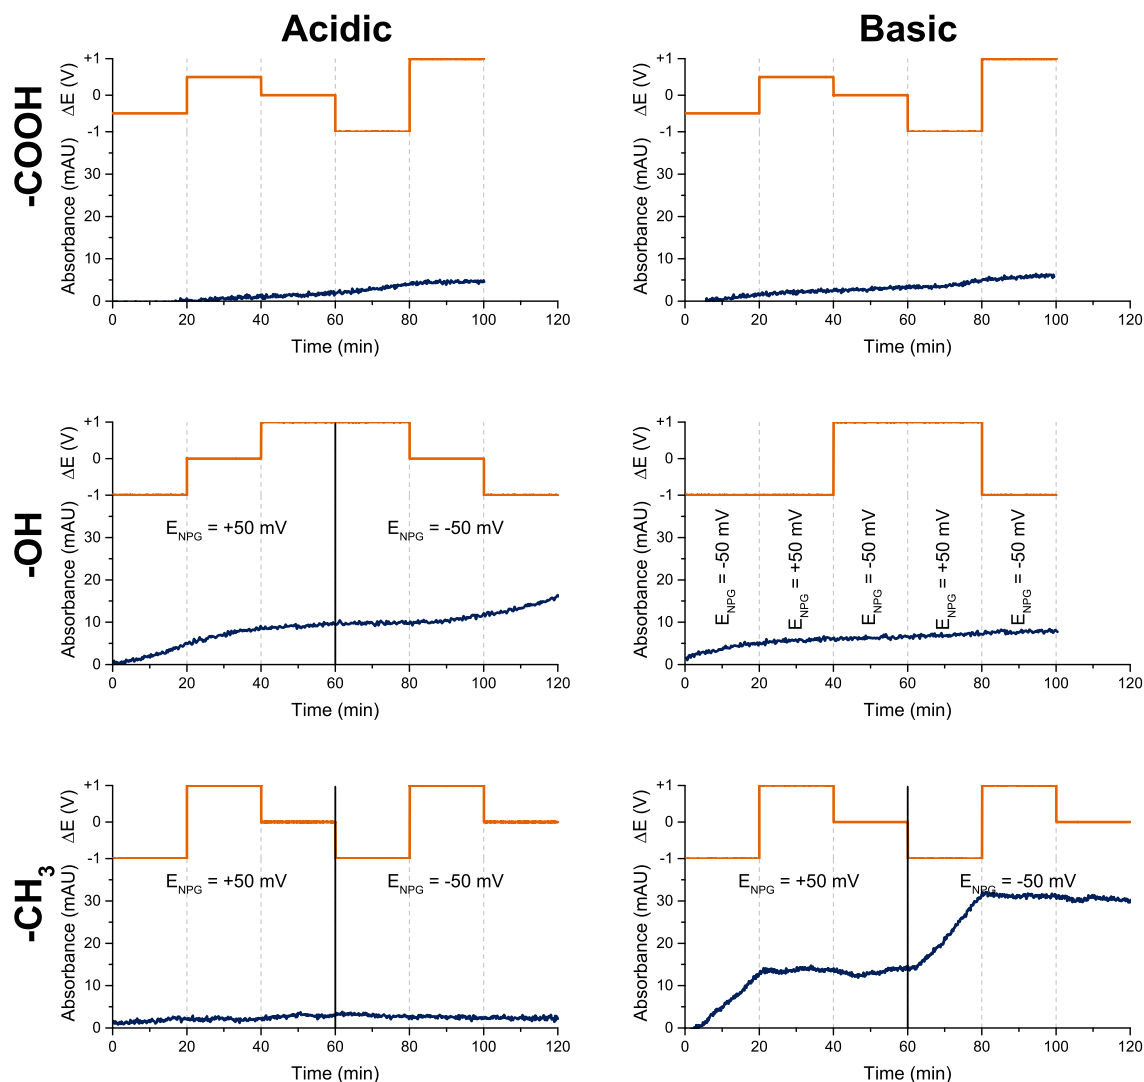 Acidic
Basic
-COOH
ΔE (V)
+1
0
-1
Absorbance (mAU)
30
20
10
0
0 20 40 60 80 100 120
Time (min)
ΔE (V)
+1
0
-1
Absorbance (mAU)
30
20
10
0
0 20 40 60 80 100 120
Time (min)
-OH
ΔE (V)
+1
0
-1
Absorbance (mAU)
30
20
10
0
E_NPG = +50 mV
E_NPG = -50 mV
0 20 40 60 80 100 120
Time (min)
ΔE (V)
+1
0
-1
Absorbance (mAU)
30
20
10
0
E_NPG = -50 mV
E_NPG = +50 mV
E_NPG = -50 mV
E_NPG = +50 mV
E_NPG = -50 mV
0 20 40 60 80 100 120
Time (min)
-CH₃
ΔE (V)
+1
0
-1
Absorbance (mAU)
30
20
10
0
E_NPG = +50 mV
E_NPG = -50 mV
0 20 40 60 80 100 120
Time (min)
ΔE (V)
+1
0
-1
Absorbance (mAU)
30
20
10
0
E_NPG = +50 mV
E_NPG = -50 mV
0 20 40 60 80 100 120
Time (min)